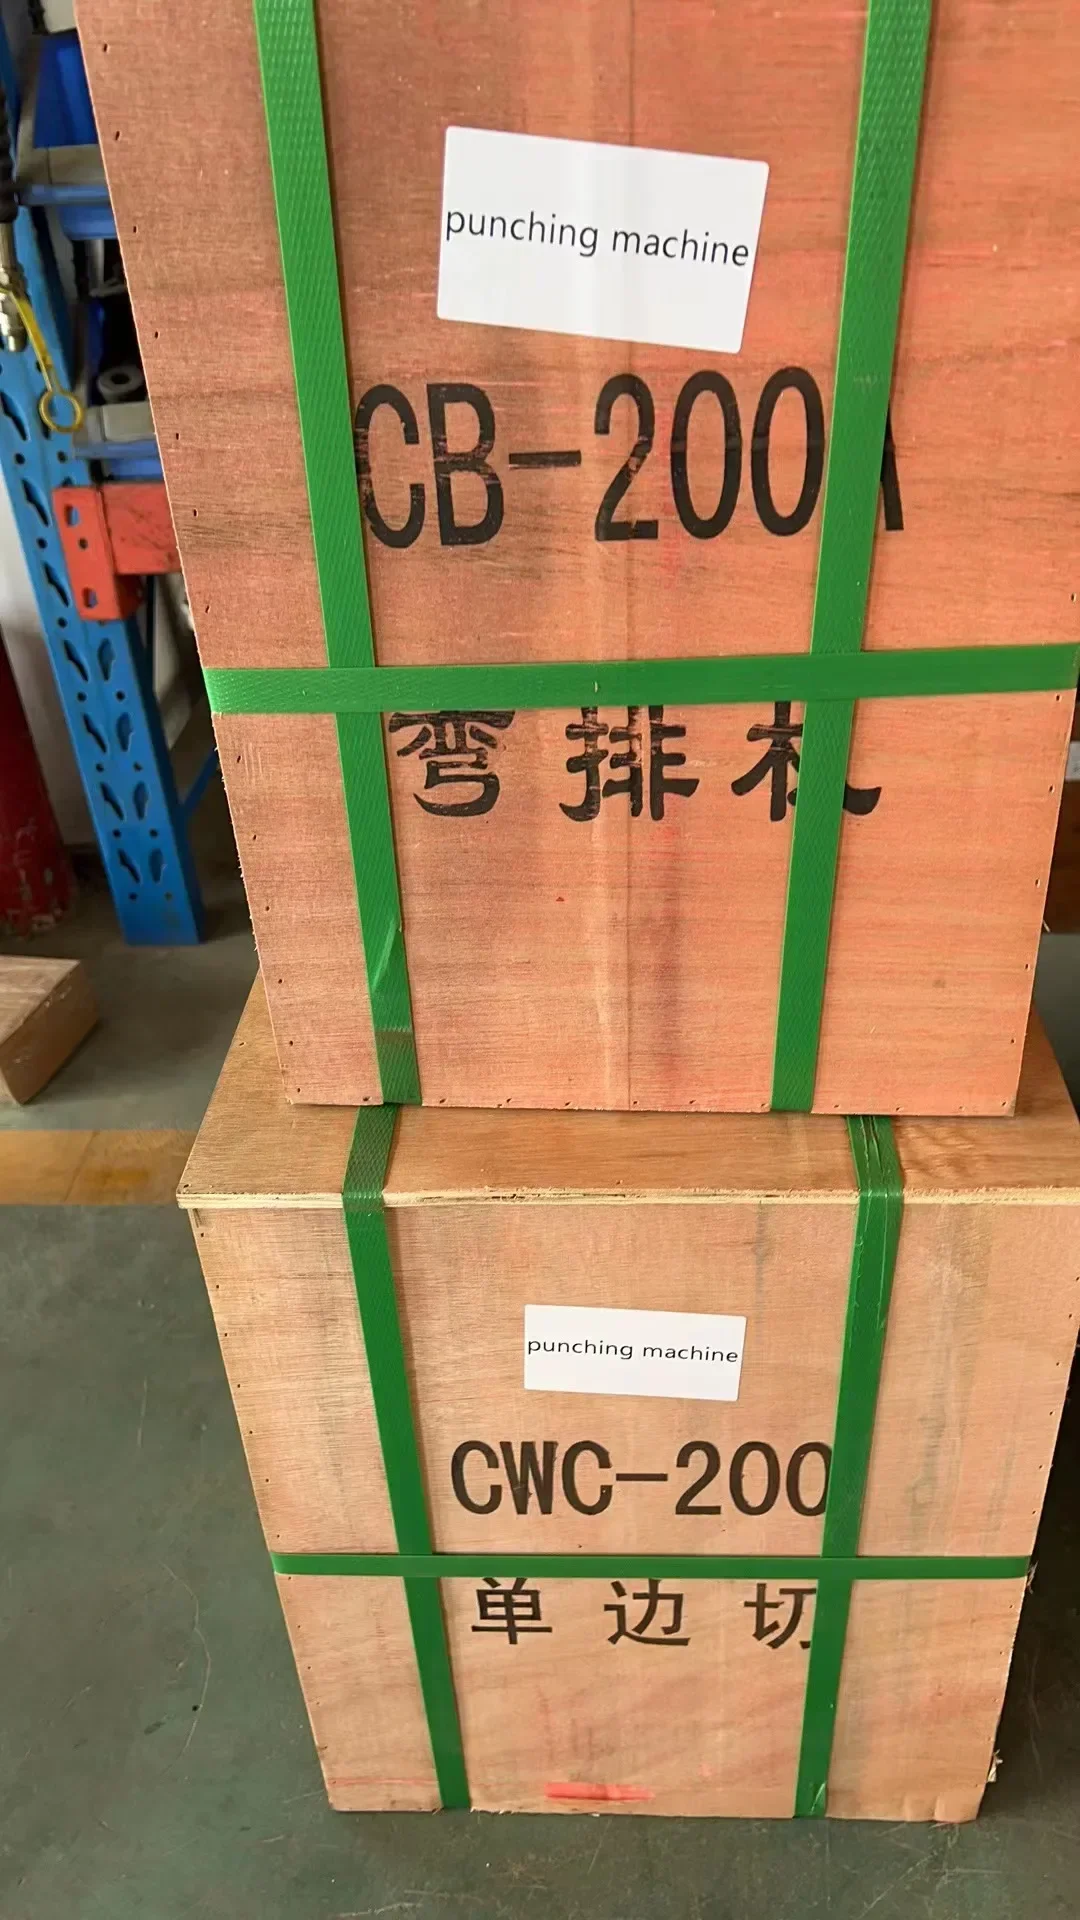 punching machine
CB-200A
弯排机
punching machine
CWC-200
单边切